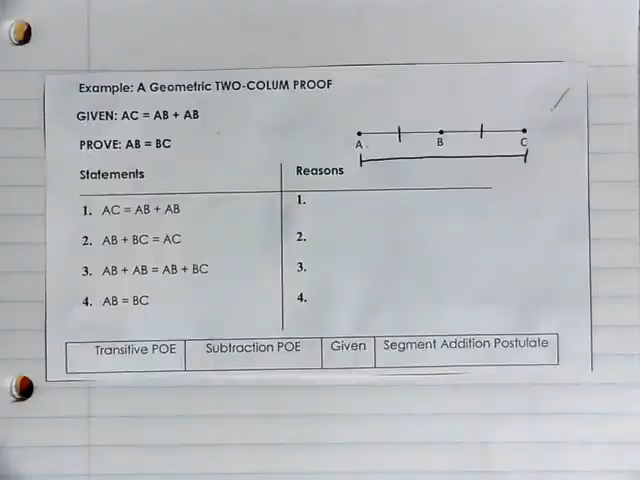 Example: A Geometric TWO-COLUM PROOF
GIVEN: AC = AB + AB
PROVE: AB = BC
A B C
Statements Reasons
1. AC = AB + AB 1.
2. AB + BC = AC 2.
3. AB + AB = AB + BC 3.
4. AB = BC 4.
Transitive POE Subtraction POE Given Segment Addition Postulate